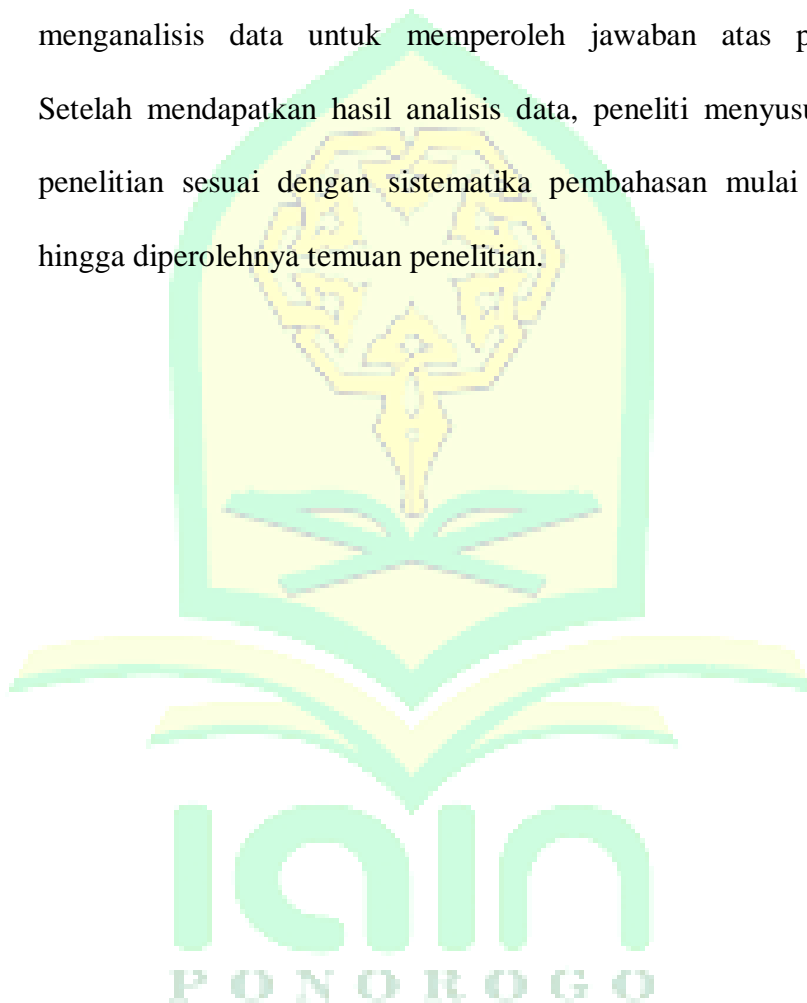 menganalisis data untuk memperoleh jawaban atas p
Setelah mendapatkan hasil analisis data, peneliti menyusu
penelitian sesuai dengan sistematika pembahasan mulai
hingga diperolehnya temuan penelitian.
iain
PONOROGO